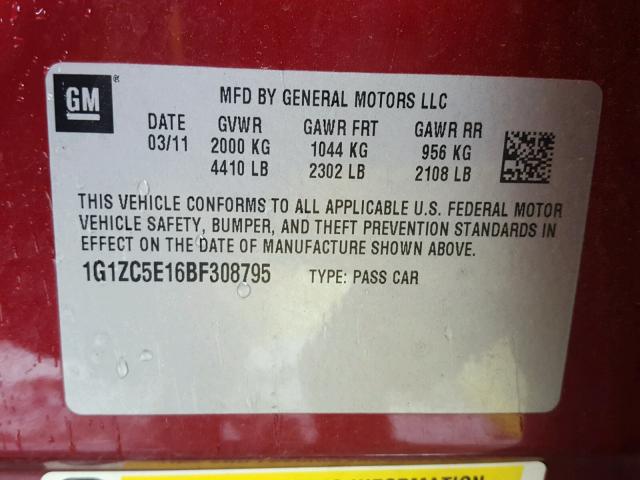 GM ®
MFD BY GENERAL MOTORS LLC
DATE GVWR GAWR FRT GAWR RR
03/11 2000 KG 1044 KG 956 KG
4410 LB 2302 LB 2108 LB
THIS VEHICLE CONFORMS TO ALL APPLICABLE U.S. FEDERAL MOTOR
VEHICLE SAFETY, BUMPER, AND THEFT PREVENTION STANDARDS
IN EFFECT ON THE DATE OF MANUFACTURE SHOWN ABOVE.
1G1ZC5E16BF308795 TYPE: PASS CAR
INFORMATION